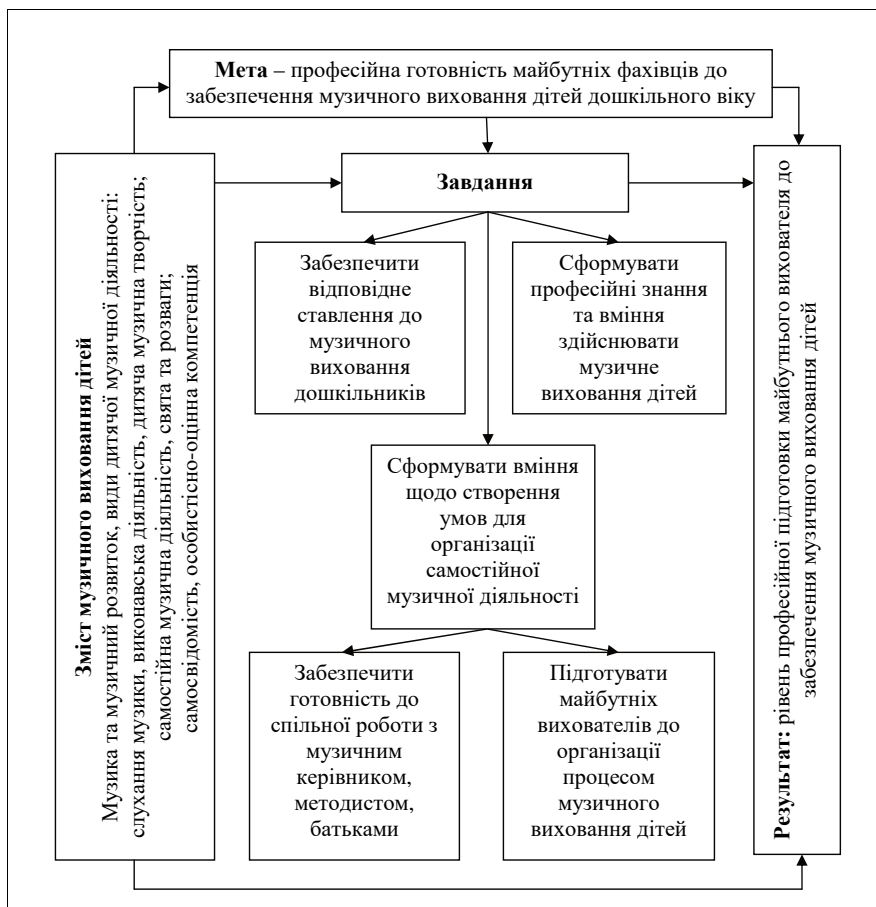 Мета – професійна готовність майбутніх фахівців до
забезпечення музичного виховання дітей дошкільного віку
Зміст музичного виховання дітей
Музика та музичний розвиток, види дитячої музичної діяльності:
слухання музики, виконавська діяльність, дитяча музична творчість;
самостійна музична діяльність, свята та розваги;
самосвідомість, особистісно-оцінна компетенція
Завдання
Забезпечити
відповідне
ставлення до
музичного
виховання
дошкільників
Сформувати
професійні знання
та вміння
здійснювати
музичне
виховання дітей
Сформувати вміння
щодо створення
умов для
організації
самостійної
музичної діяльності
Забезпечити
готовність до
спільної роботи з
музичним
керівником,
методистом,
батьками
Підготувати
майбутніх
вихователів до
організації
процесом
музичного
виховання дітей
Результат: рівень професійної підготовки майбутнього вихователя до
забезпечення музичного виховання дітей